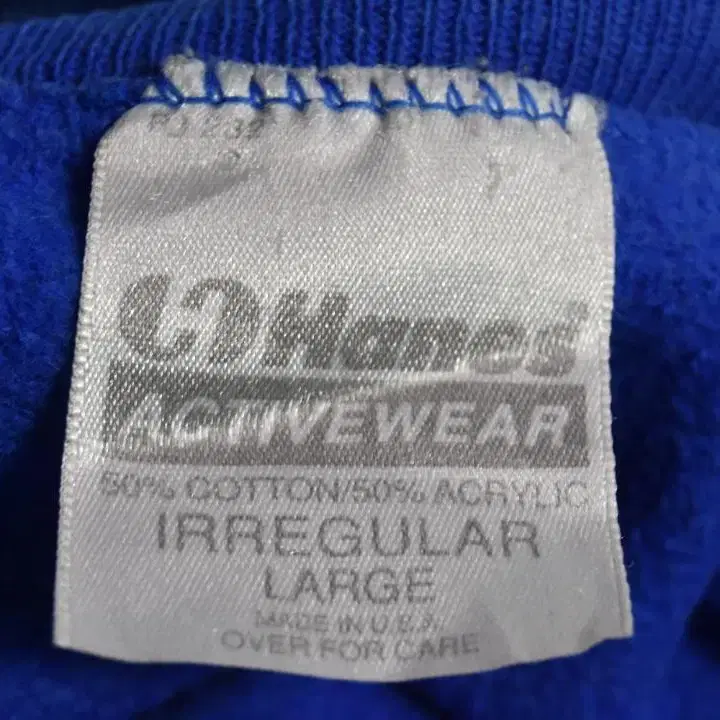 Hanes
ACTIVEWEAR
50% COTTON/50% ACRYLIC
IRREGULAR
LARGE
MADE IN U.S.A.
OVER FOR CARE